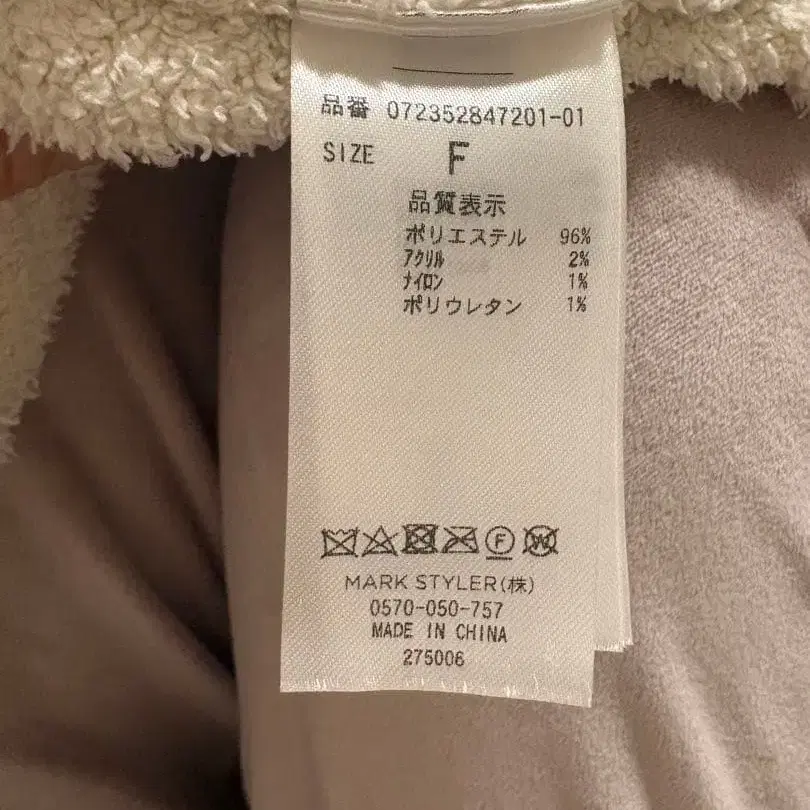 品番 072352847201-01
SIZE F
品質表示
ポリエステル 96%
アクリル 2%
ナイロン 1%
ポリウレタン 1%
F W
MARK STYLER(株)
0570-050-757
MADE IN CHINA
275006